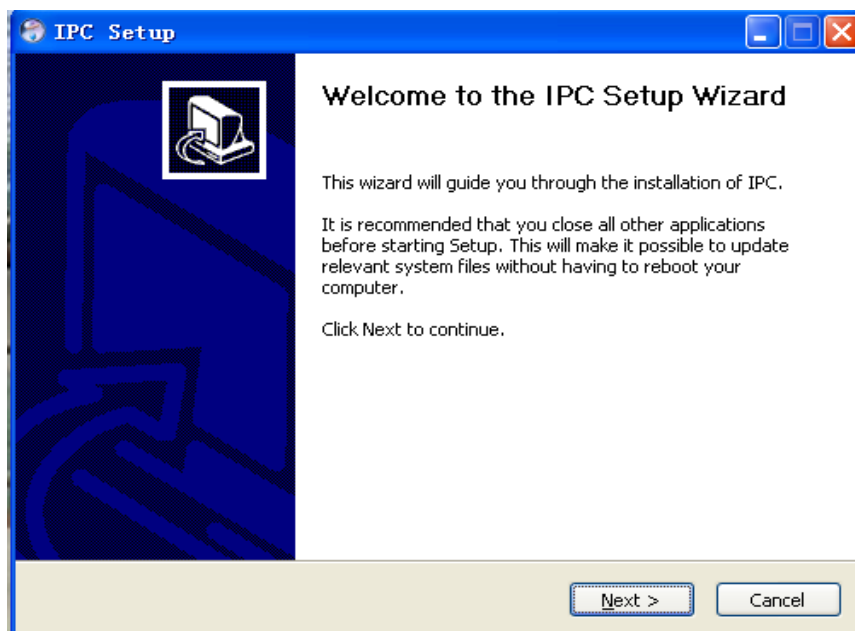 IPC Setup
Welcome to the IPC Setup Wizard
This wizard will guide you through the installation of IPC.
It is recommended that you close all other applications
before starting Setup. This will make it possible to update
relevant system files without having to reboot your
computer.
Click Next to continue.
Next > Cancel